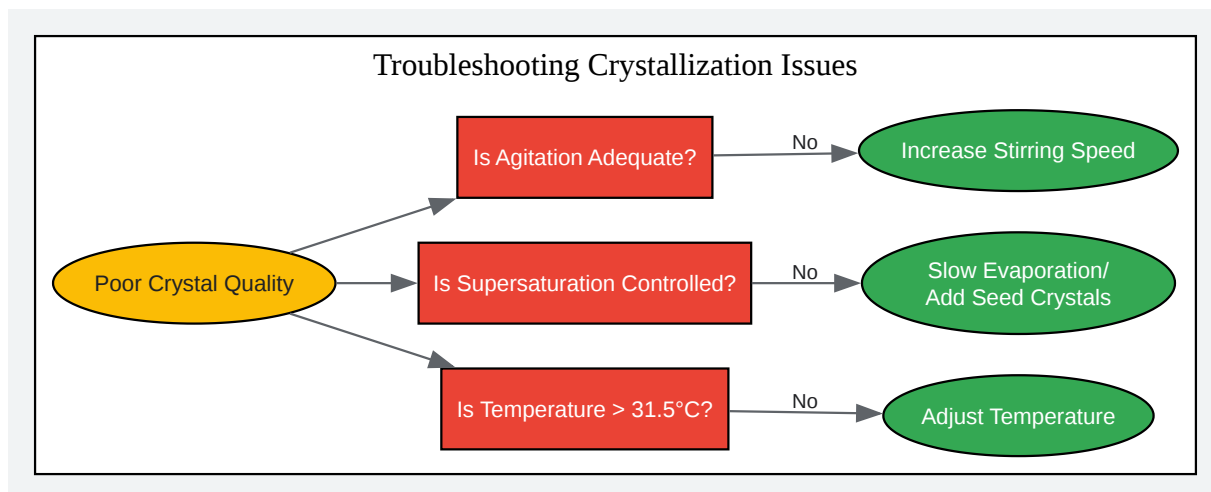 Troubleshooting Crystallization Issues
Poor Crystal Quality
Is Agitation Adequate?
No
Increase Stirring Speed
Is Supersaturation Controlled?
No
Slow Evaporation/
Add Seed Crystals
Is Temperature > 31.5°C?
No
Adjust Temperature